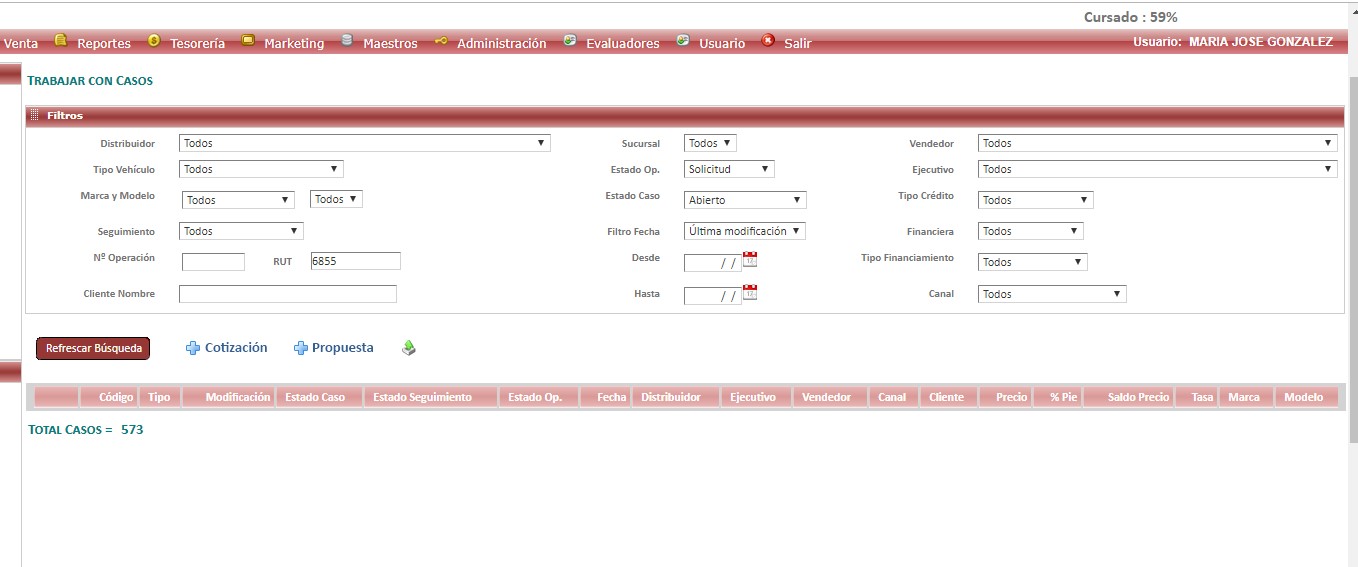 Cursado : 59%
Venta Reportes Tesorería Marketing Maestros Administración Evaluadores Usuario Salir Usuario: MARIA JOSE GONZALEZ
TRABAJAR CON CASOS
Filtros
Distribuidor Todos Sucursal Todos Vendedor Todos
Tipo Vehículo Todos Estado Op. Solicitud Ejecutivo Todos
Marca y Modelo Todos Todos Estado Caso Abierto Tipo Crédito Todos
Seguimiento Todos Filtro Fecha Última modificación Financiera Todos
Nº Operación RUT 6855 Desde / / Tipo Financiamiento Todos
Cliente Nombre Hasta / / Canal Todos
Refrescar Búsqueda Cotización Propuesta
Código Tipo Modificación Estado Caso Estado Seguimiento Estado Op. Fecha Distribuidor Ejecutivo Vendedor Canal Cliente Precio % Pie Saldo Precio Tasa Marca Modelo
TOTAL CASOS = 573